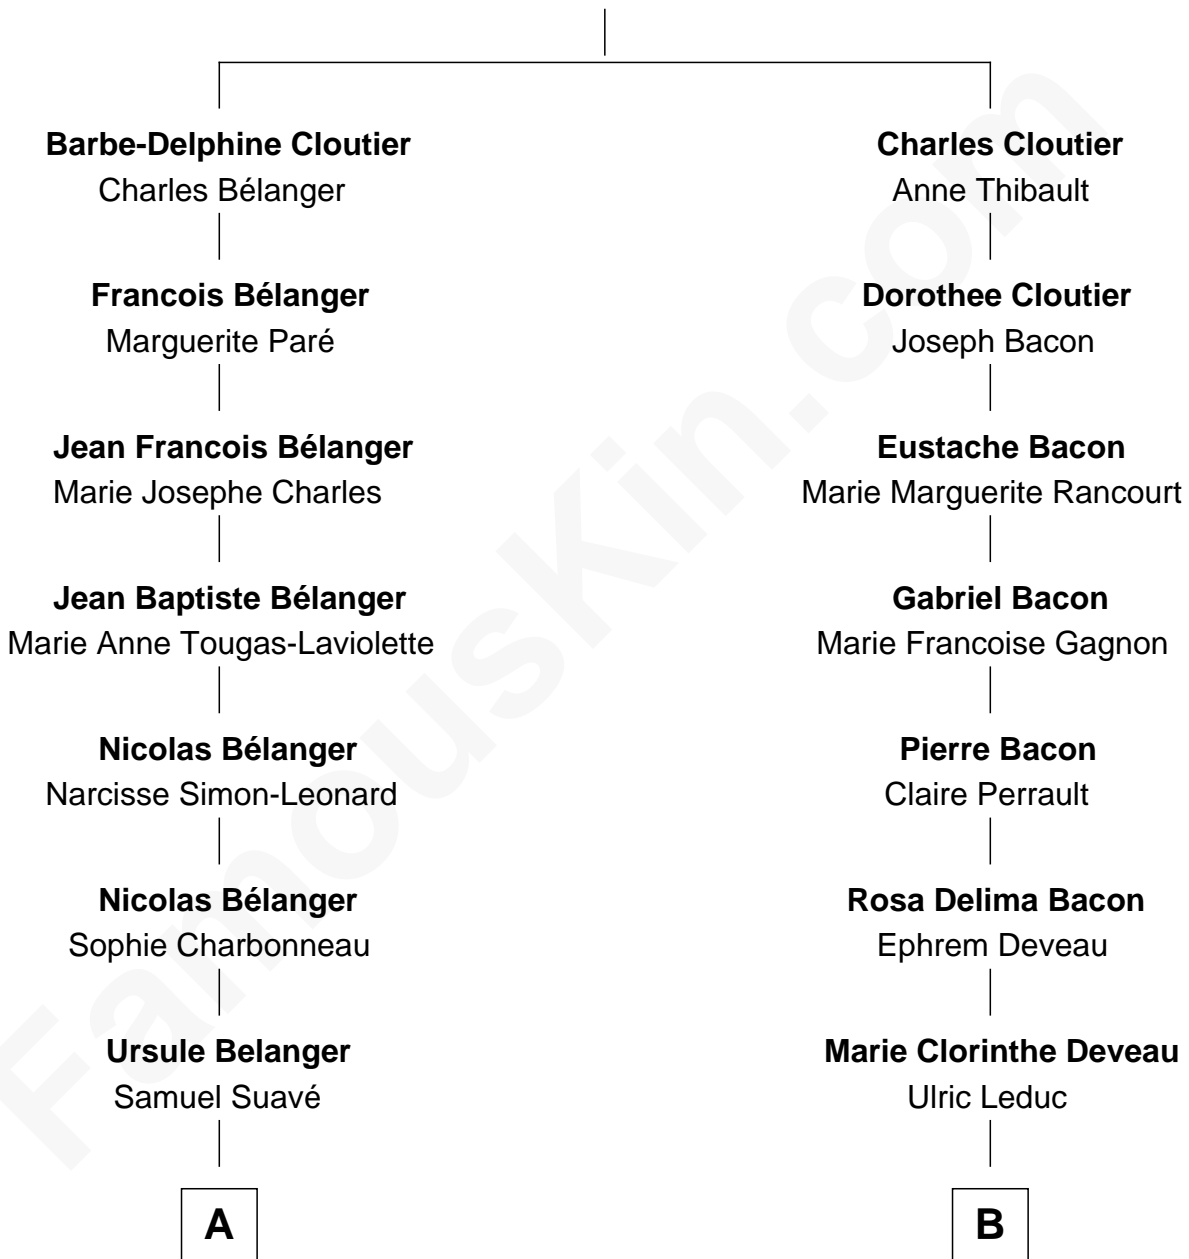 Barbe-Delphine Cloutier
Charles Bélanger
Francois Bélanger
Marguerite Paré
Jean Francois Bélanger
Marie Josephe Charles
Jean Baptiste Bélanger
Marie Anne Tougas-Laviolette
Nicolas Bélanger
Narcisse Simon-Leonard
Nicolas Bélanger
Sophie Charbonneau
Ursule Belanger
Samuel Suavé
A
Charles Cloutier
Anne Thibault
Dorothee Cloutier
Joseph Bacon
Eustache Bacon
Marie Marguerite Rancourt
Gabriel Bacon
Marie Francoise Gagnon
Pierre Bacon
Claire Perrault
Rosa Delima Bacon
Ephrem Deveau
Marie Clorinthe Deveau
Ulric Leduc
B
FamousKin.com